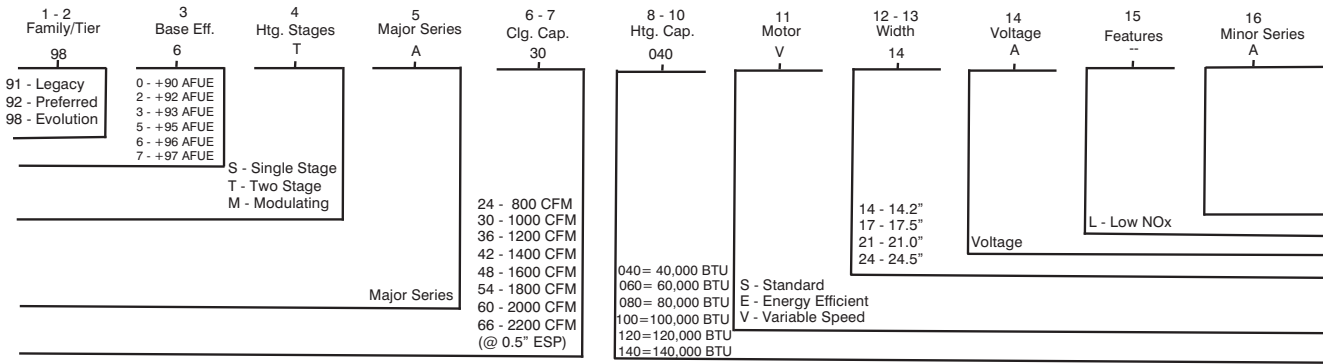 1 - 2
Family/Tier
98
3
Base Eff.
6
4
Htg. Stages
T
5
Major Series
A
6 - 7
Clg. Cap.
30
8 - 10
Htg. Cap.
040
11
Motor
V
12 - 13
Width
14
14
Voltage
A
15
Features
--
16
Minor Series
A
91 - Legacy
92 - Preferred
98 - Evolution
0 - +90 AFUE
2 - +92 AFUE
3 - +93 AFUE
5 - +95 AFUE
6 - +96 AFUE
7 - +97 AFUE
S - Single Stage
T - Two Stage
M - Modulating
Major Series
24 - 800 CFM
30 - 1000 CFM
36 - 1200 CFM
42 - 1400 CFM
48 - 1600 CFM
54 - 1800 CFM
60 - 2000 CFM
66 - 2200 CFM
(@ 0.5” ESP)
040= 40,000 BTU
060= 60,000 BTU
080= 80,000 BTU
100=100,000 BTU
120=120,000 BTU
140=140,000 BTU
S - Standard
E - Energy Efficient
V - Variable Speed
14 - 14.2”
17 - 17.5”
21 - 21.0”
24 - 24.5”
Voltage
L - Low NOx